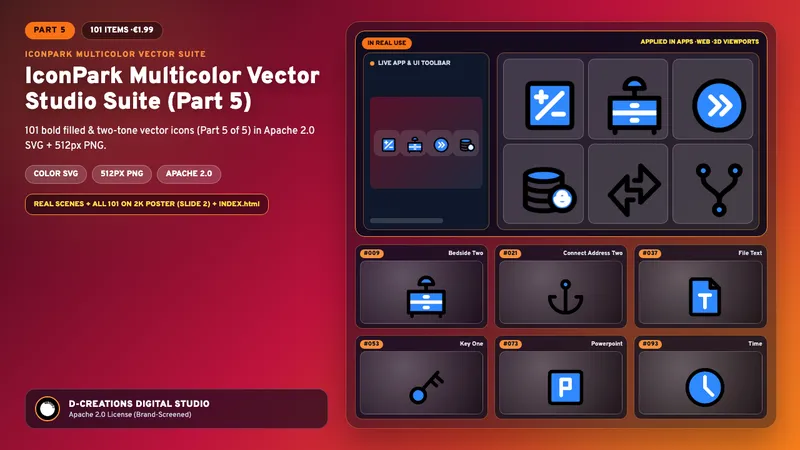 PART 5
101 ITEMS -€1.99
ICONPARK MULTICOLOR VECTOR SUITE
IconPark Multicolor Vector
Studio Suite (Part 5)
101 bold filled & two-tone vector icons (Part 5 of 5) in Apache 2.0
SVG + 512px PNG.
COLOR SVG
512PX PNG
APACHE 2.0
REAL SCENES + ALL 101 ON 2K POSTER (SLIDE 2) + INDEX.html
D-CREATIONS DIGITAL STUDIO
Apache 2.0 License (Brand-Screened)
IN REAL USE
APPLIED IN APPS · WEB · 3D VIEWPORTS
LIVE APP & UI TOOLBAR
#009
Bedside Two
#021
Connect Address Two
#037
File Text
T
#053
Key One
#073
Powerpoint
P
#093
Time